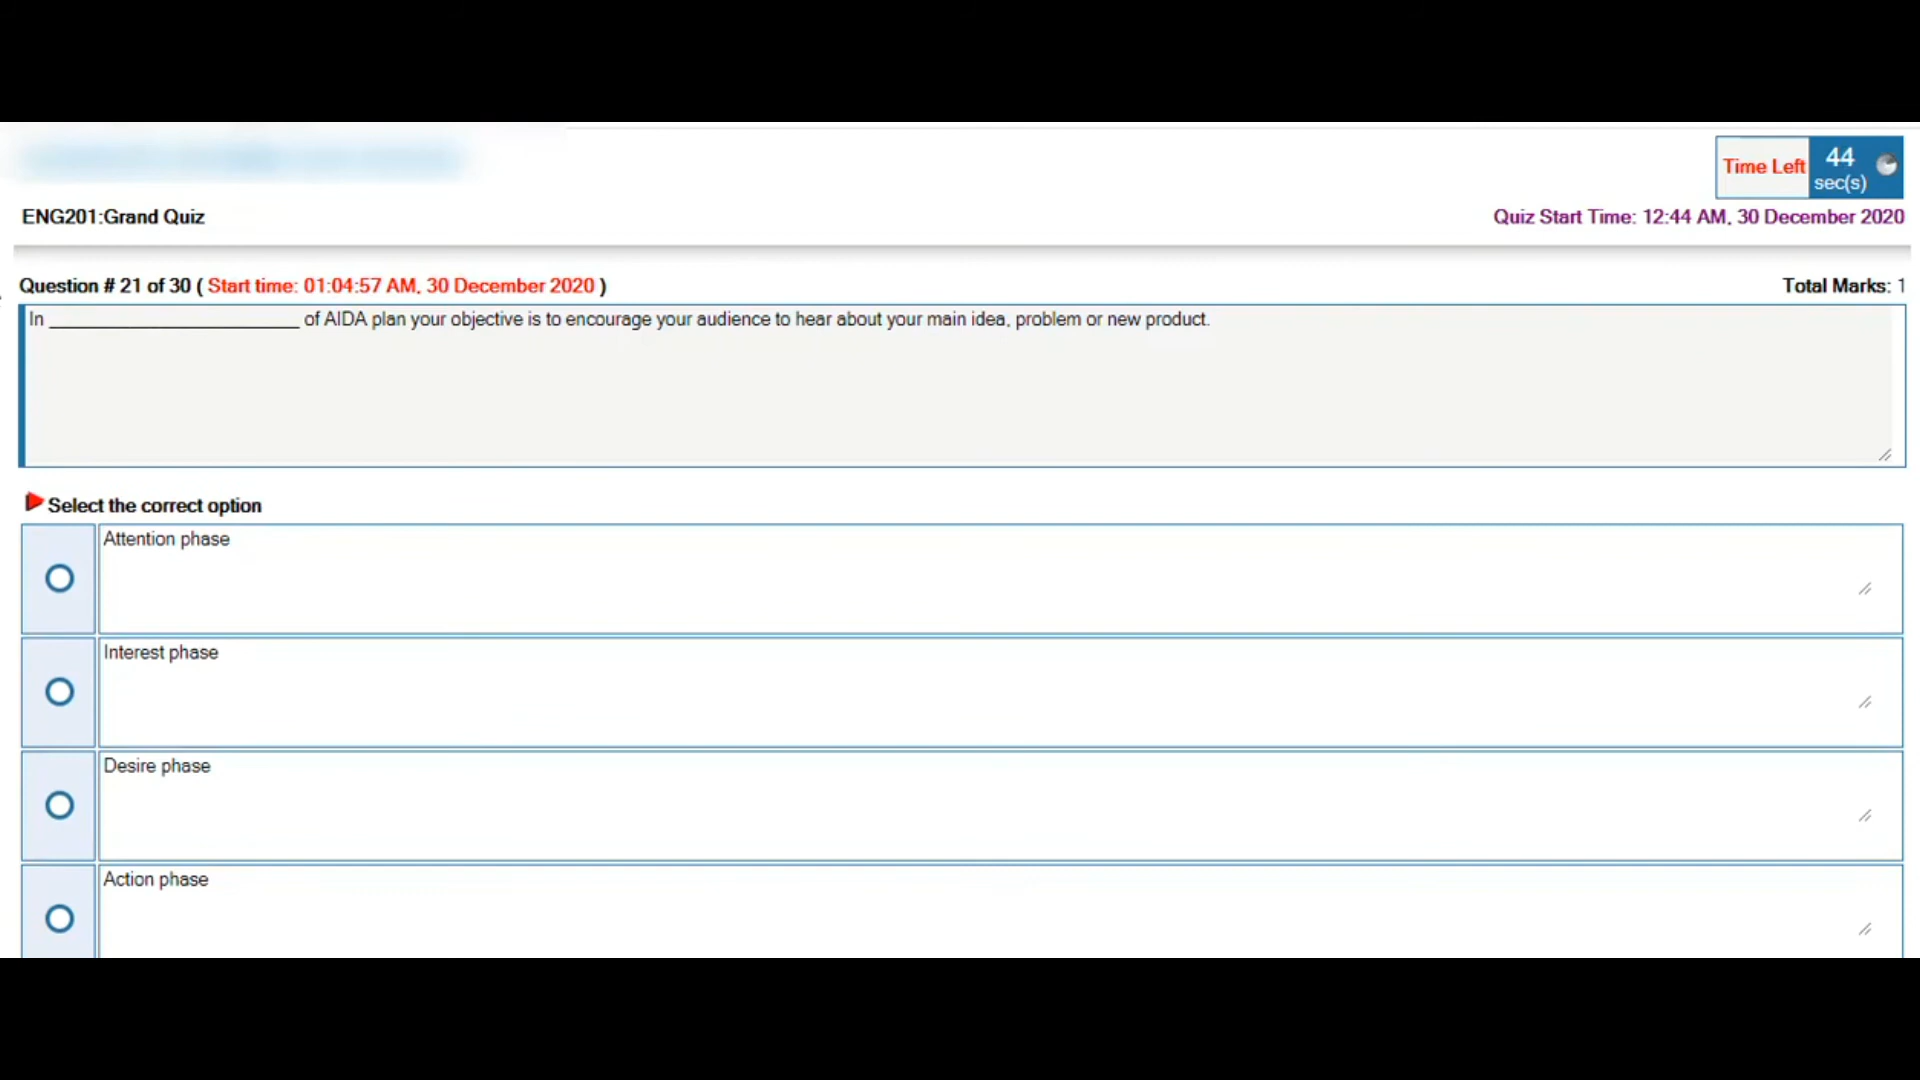 Time Left 44 sec(s)
ENG201:Grand Quiz
Quiz Start Time: 12:44 AM, 30 December 2020
Question # 21 of 30 ( Start time: 01:04:57 AM, 30 December 2020 )
Total Marks: 1
In _________________________ of AIDA plan your objective is to encourage your audience to hear about your main idea, problem or new product.
Select the correct option
Attention phase
Interest phase
Desire phase
Action phase